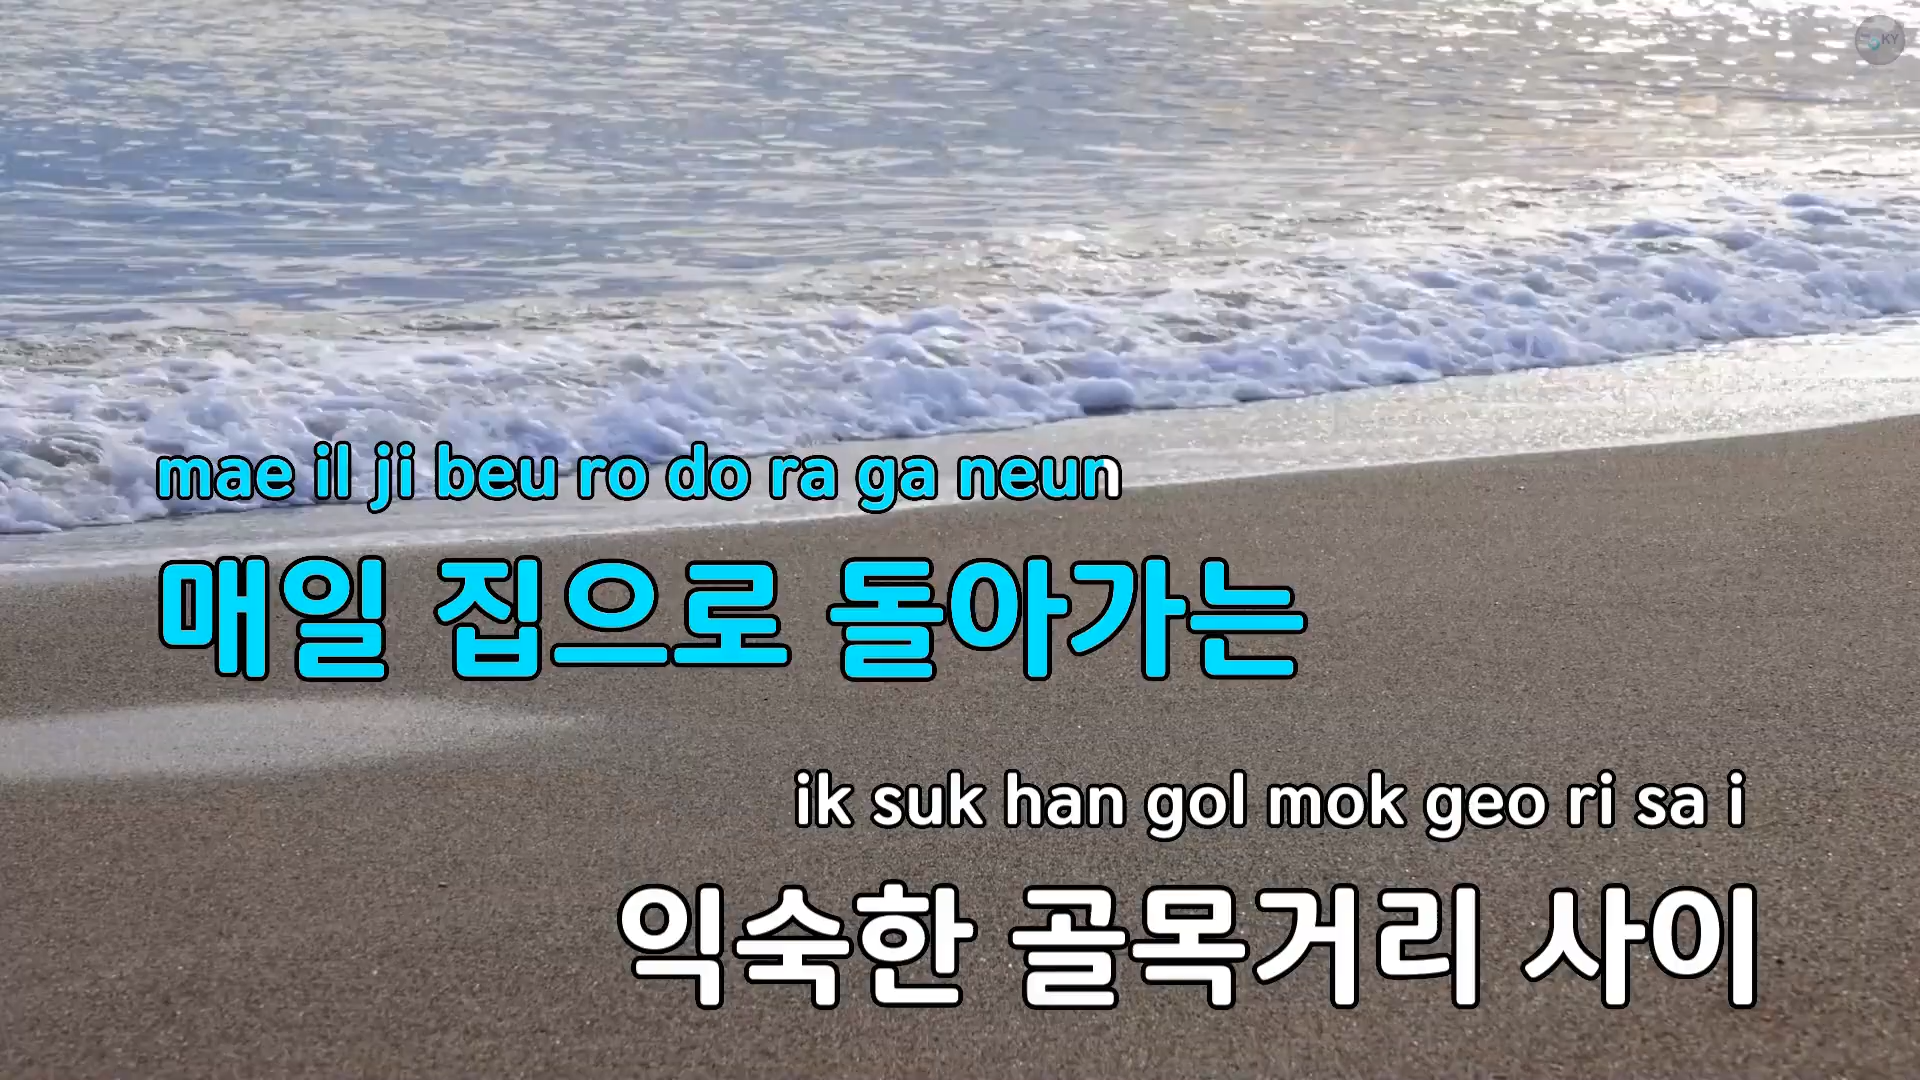 KY
mae il ji beu ro do ra ga neun
매일 집으로 돌아가는
ik suk han gol mok geo ri sa i
익숙한 골목거리 사이